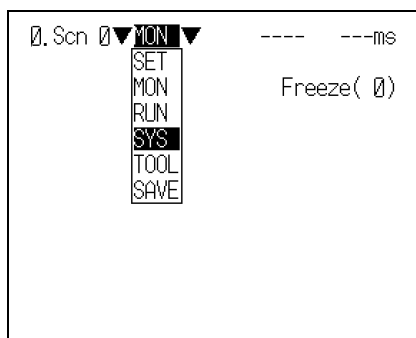 0.Scn 0▼MON ▼ ---- ---ms
SET
MON Freeze( 0)
RUN
SYS
TOOL
SAVE